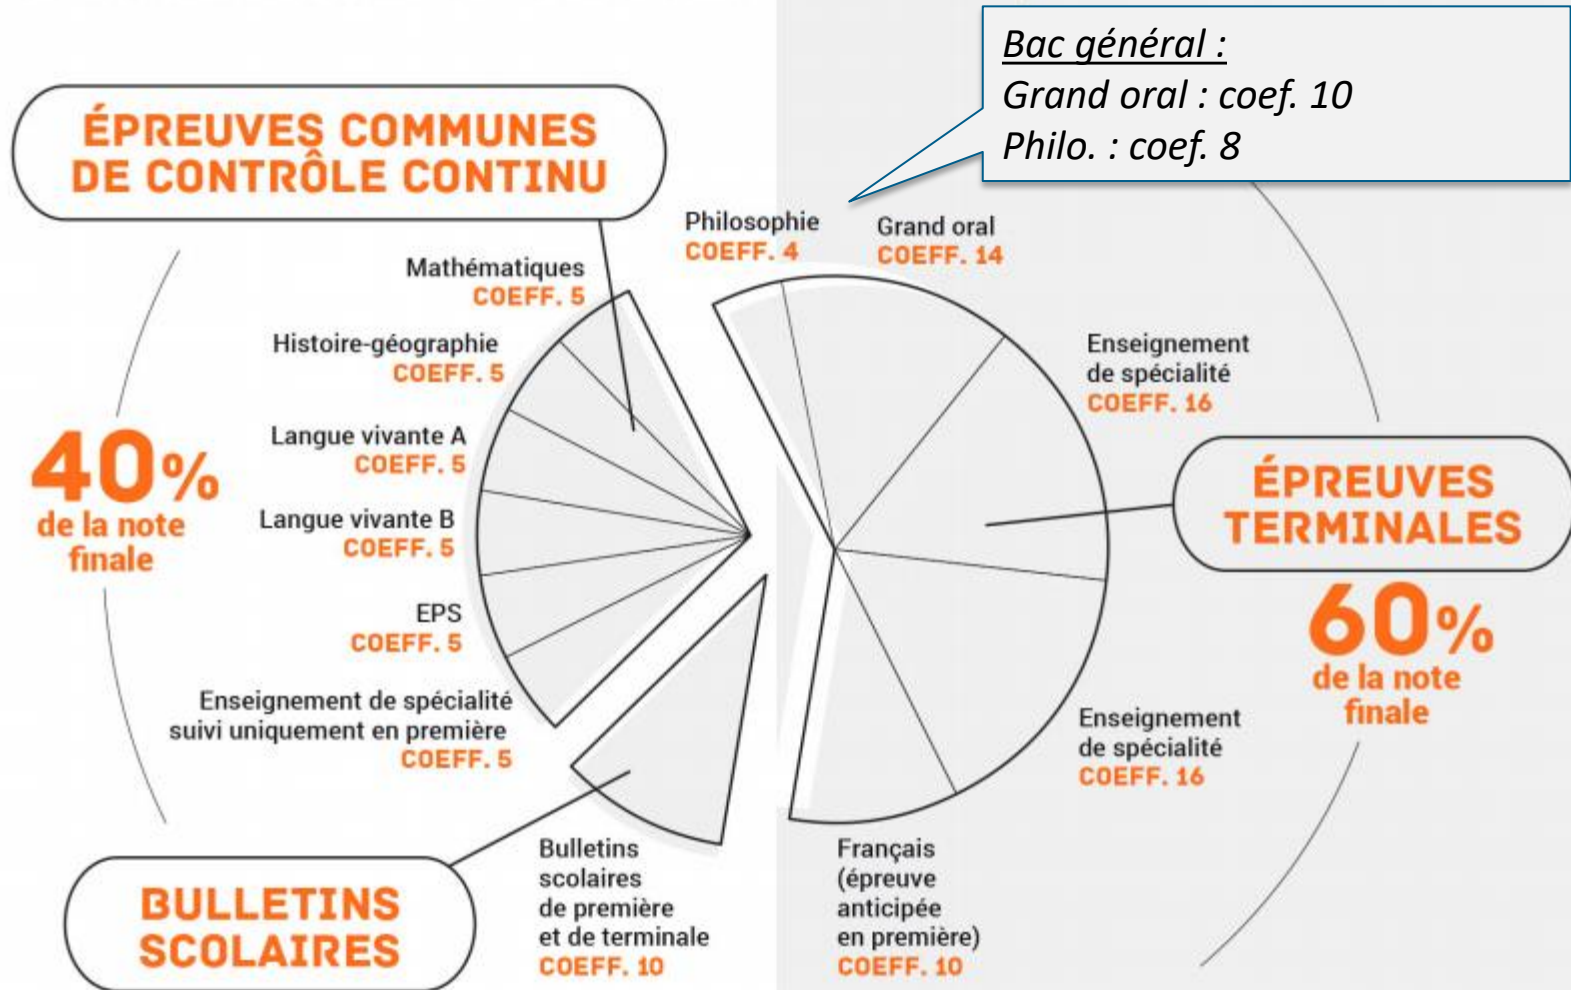 Bac général :
Grand oral : coef. 10
Philo. : coef. 8
ÉPREUVES COMMUNES
DE CONTRÔLE CONTINU
Philosophie
COEFF. 4
Grand oral
COEFF. 14
Mathématiques
COEFF. 5
Histoire-géographie
COEFF. 5
Langue vivante A
COEFF. 5
Langue vivante B
COEFF. 5
EPS
COEFF. 5
Enseignement de spécialité
suivi uniquement en première
COEFF. 5
40%
de la note
finale
Enseignement
de spécialité
COEFF. 16
ÉPREUVES
TERMINALES
60%
de la note
finale
Enseignement
de spécialité
COEFF. 16
BULLETINS
SCOLAIRES
Bulletins
scolaires
de première
et de terminale
COEFF. 10
Français
(épreuve
anticipée
en première)
COEFF. 10